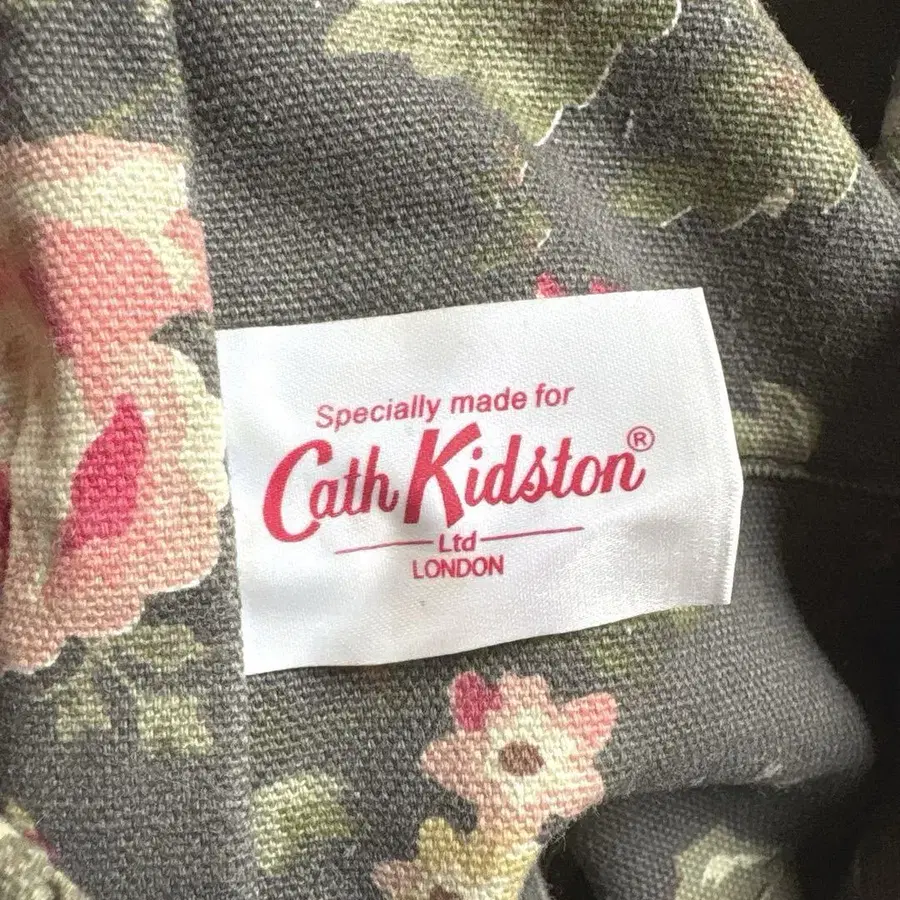 Specially made for
Cath Kidston®
Ltd
LONDON